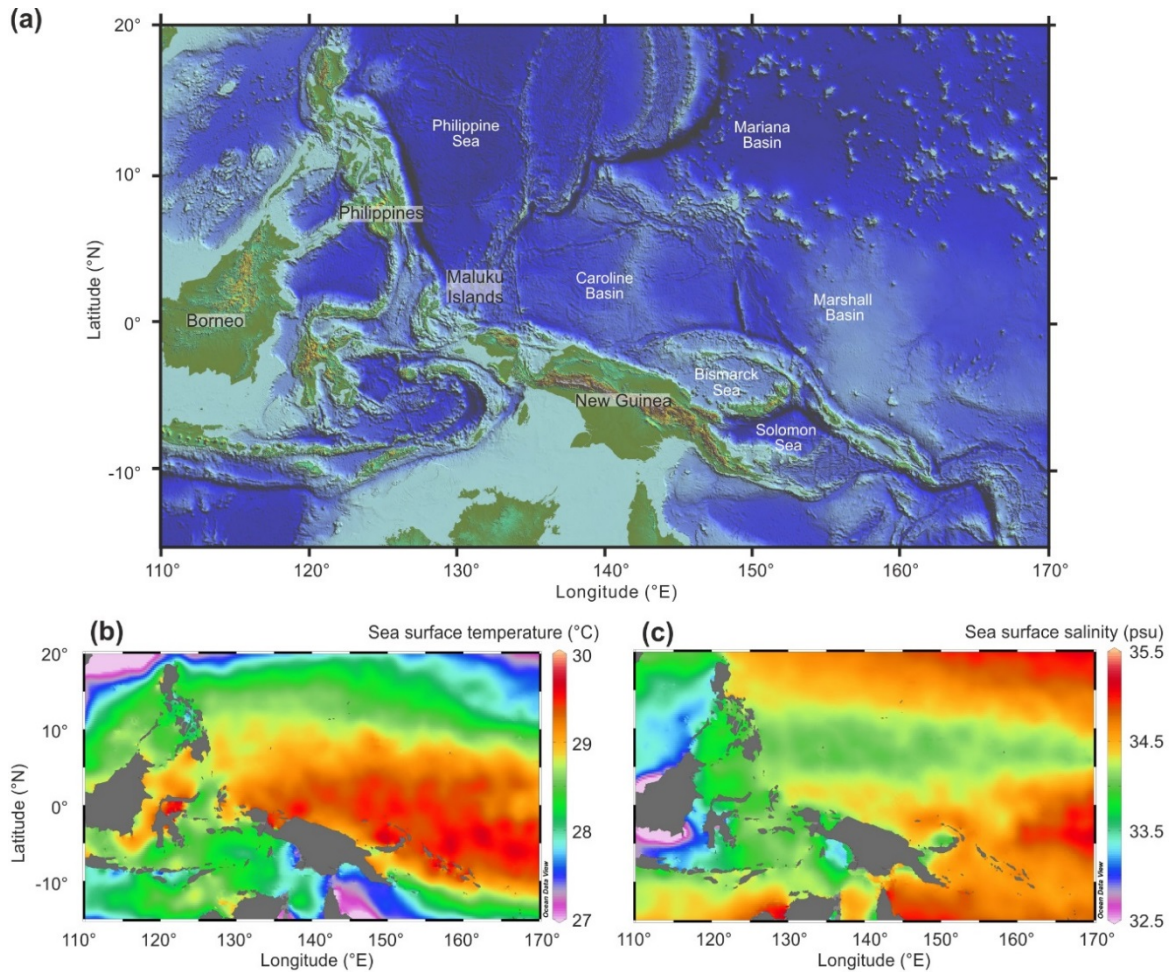 (a)
20°
10°
0°
-10°
Latitude (°N)
Philippine
Sea
Mariana
Basin
Philippines
Maluku
Islands
Caroline
Basin
Marshall
Basin
Borneo
Bismarck
Sea
New Guinea
Solomon
Sea
110°
120°
130°
140°
150°
160°
170°
Longitude (°E)
(b)
Sea surface temperature (°C)
20°
10°
0°
-10°
Latitude (°N)
30
29
28
27
Ocean Data View
110°
120°
130°
140°
150°
170°
Longitude (°E)
(c)
Sea surface salinity (psu)
35.5
34.5
33.5
32.5
Ocean Data View
110°
120°
130°
140°
150°
160°
170°
Longitude (°E)